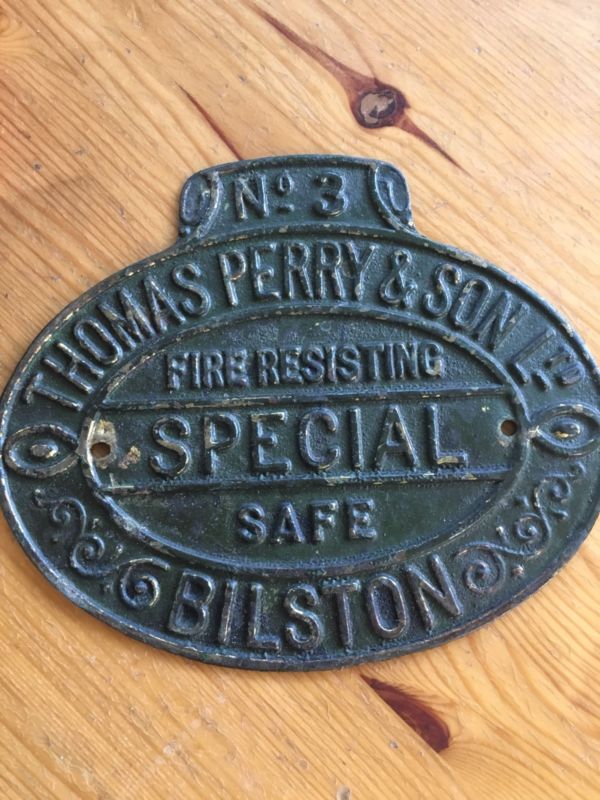 Nº 3
THOMAS PERRY & SON LTD
FIRE RESISTING
SPECIAL
SAFE
BILSTON